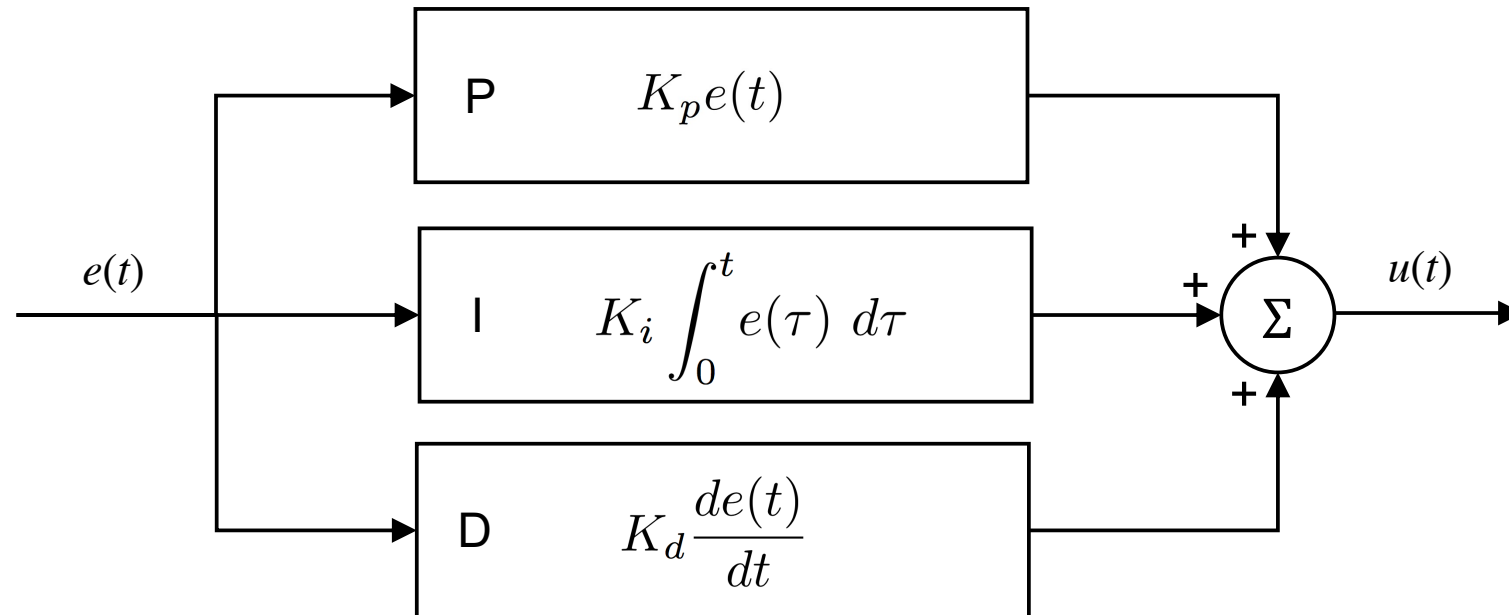 P K_p e(t)
+
e(t)
I K_i ∫_0^t e(τ) dτ
+
Σ
u(t)
+
D K_d de(t)/dt